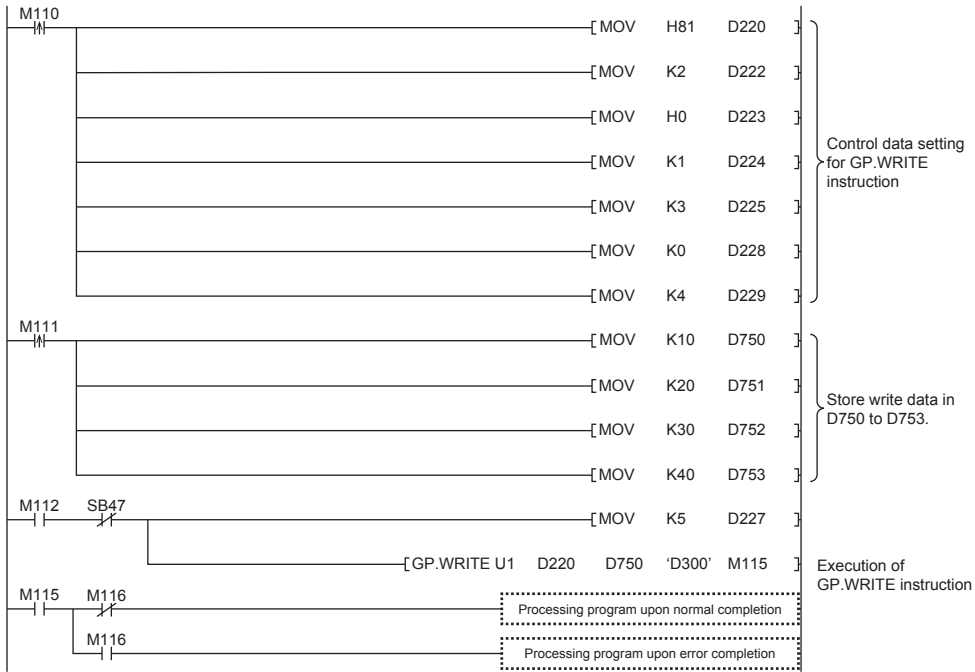 M110
[ MOV H81 D220 ]
[ MOV K2 D222 ]
[ MOV H0 D223 ]
[ MOV K1 D224 ]
[ MOV K3 D225 ]
[ MOV K0 D228 ]
[ MOV K4 D229 ]
Control data setting
for GP.WRITE
instruction
M111
[ MOV K10 D750 ]
[ MOV K20 D751 ]
[ MOV K30 D752 ]
[ MOV K40 D753 ]
Store write data in
D750 to D753.
M112 SB47
[ MOV K5 D227 ]
[ GP.WRITE U1 D220 D750 ‘D300’ M115 ]
Execution of
GP.WRITE instruction
M115 M116
Processing program upon normal completion
M116
Processing program upon error completion